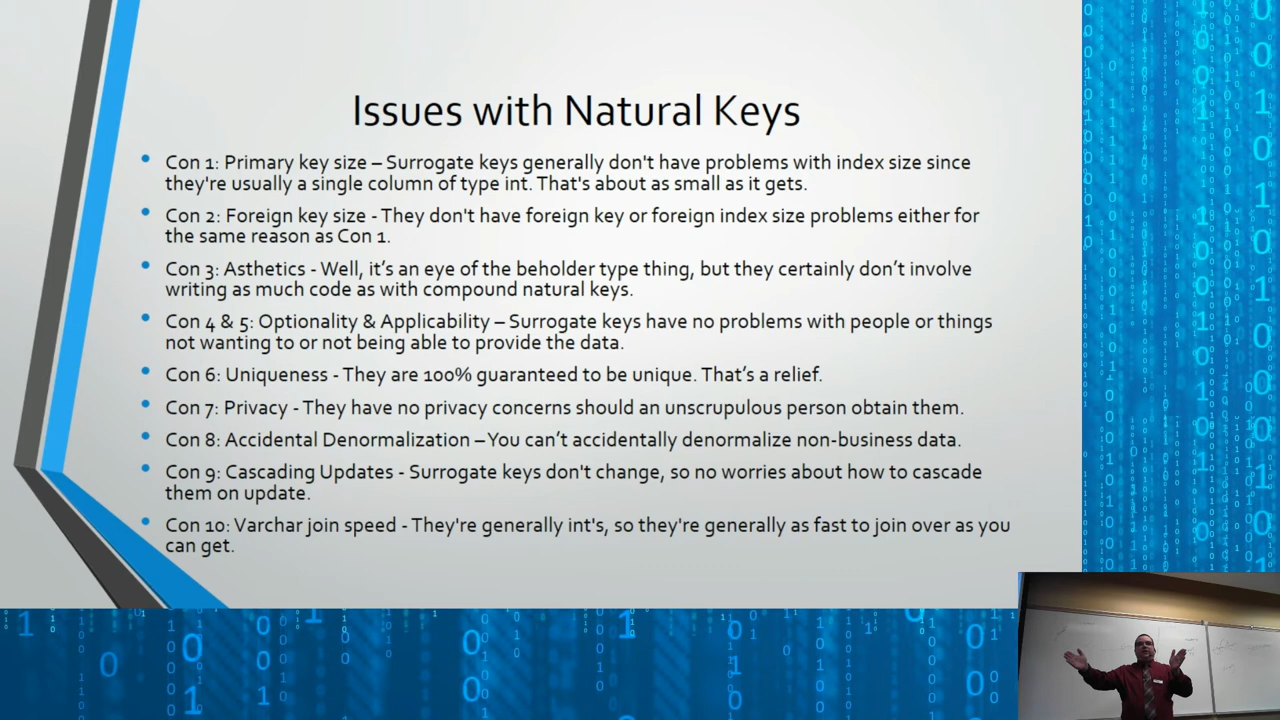 Issues with Natural Keys
• Con 1: Primary key size – Surrogate keys generally don't have problems with index size since
they're usually a single column of type int. That's about as small as it gets.
• Con 2: Foreign key size - They don't have foreign key or foreign index size problems either for
the same reason as Con 1.
• Con 3: Asthetics - Well, it’s an eye of the beholder type thing, but they certainly don’t involve
writing as much code as with compound natural keys.
• Con 4 & 5: Optionality & Applicability – Surrogate keys have no problems with people or things
not wanting to or not being able to provide the data.
• Con 6: Uniqueness - They are 100% guaranteed to be unique. That’s a relief.
• Con 7: Privacy - They have no privacy concerns should an unscrupulous person obtain them.
• Con 8: Accidental Denormalization – You can’t accidentally denormalize non-business data.
• Con 9: Cascading Updates - Surrogate keys don't change, so no worries about how to cascade
them on update.
• Con 10: Varchar join speed - They're generally int's, so they're generally as fast to join over as you
can get.